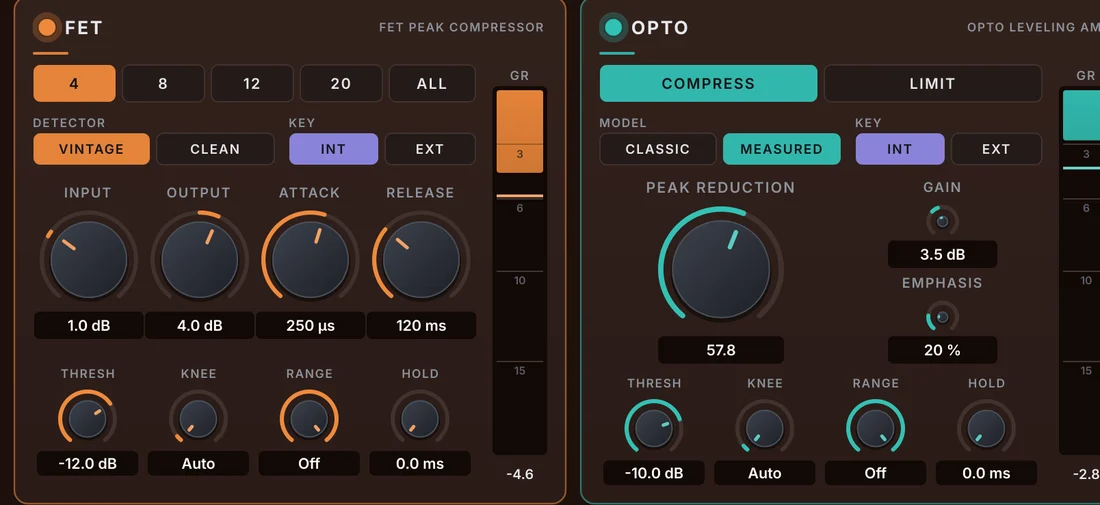 FET
FET PEAK COMPRESSOR
4 8 12 20 ALL
GR
DETECTOR KEY
VINTAGE CLEAN INT EXT
INPUT OUTPUT ATTACK RELEASE
1.0 dB 4.0 dB 250 µs 120 ms
THRESH KNEE RANGE HOLD
-12.0 dB Auto Off 0.0 ms
3
6
10
15
-4.6
OPTO
OPTO LEVELING AM
COMPRESS LIMIT
GR
MODEL KEY
CLASSIC MEASURED INT EXT
PEAK REDUCTION
57.8
GAIN
3.5 dB
EMPHASIS
20 %
THRESH KNEE RANGE HOLD
-10.0 dB Auto Off 0.0 ms
3
6
10
15
-2.8